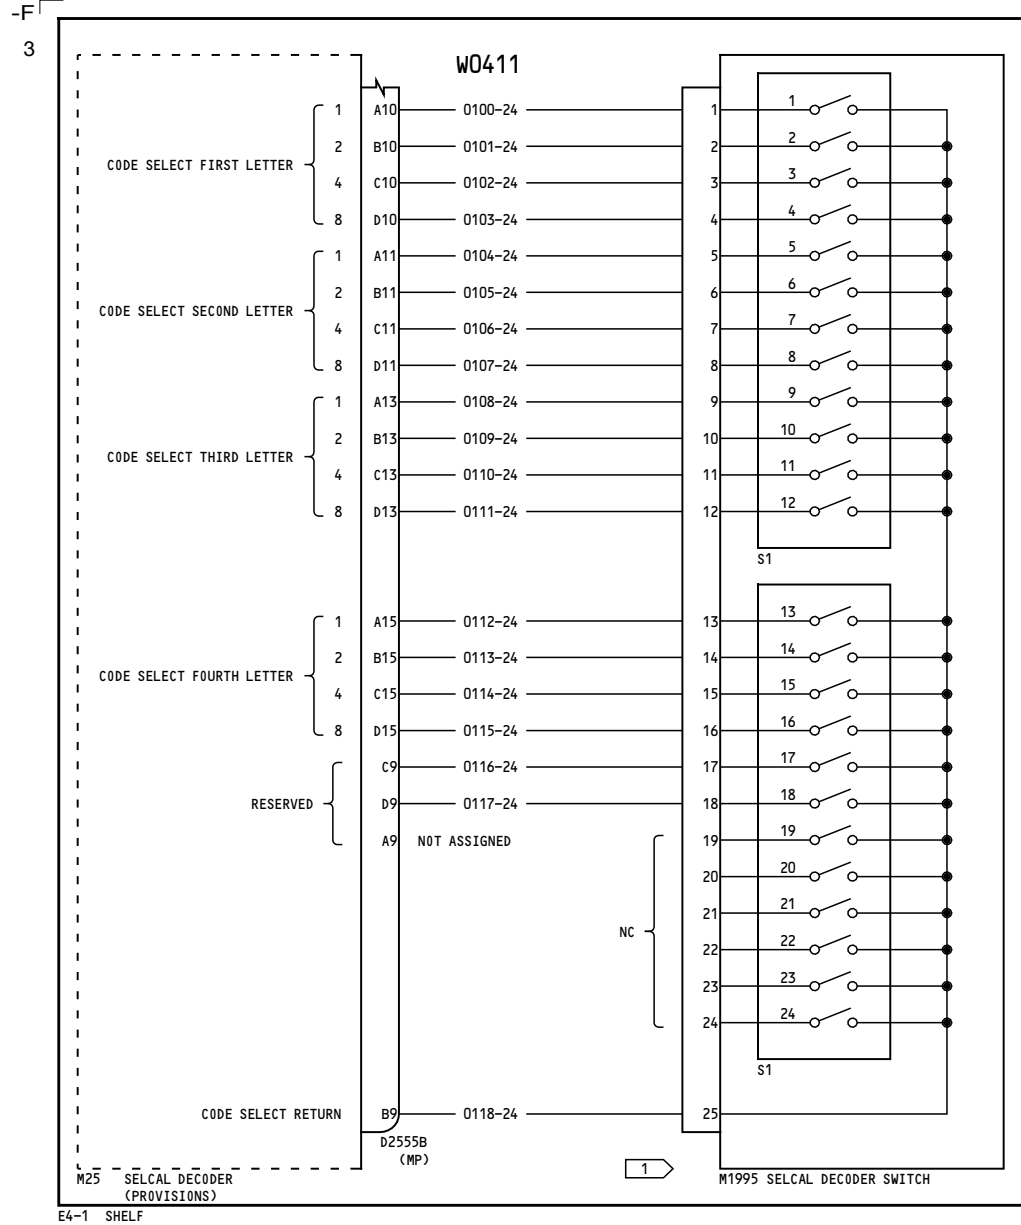 -F
3
W0411
1 A10 0100-24 1 1
2 B10 0101-24 2 2
CODE SELECT FIRST LETTER
4 C10 0102-24 3 3
8 D10 0103-24 4 4
1 A11 0104-24 5 5
2 B11 0105-24 6 6
CODE SELECT SECOND LETTER
4 C11 0106-24 7 7
8 D11 0107-24 8 8
1 A13 0108-24 9 9
2 B13 0109-24 10 10
CODE SELECT THIRD LETTER
4 C13 0110-24 11 11
8 D13 0111-24 12 12
S1
1 A15 0112-24 13 13
2 B15 0113-24 14 14
CODE SELECT FOURTH LETTER
4 C15 0114-24 15 15
8 D15 0115-24 16 16
C9 0116-24 17 17
RESERVED D9 0117-24 18 18
A9 NOT ASSIGNED 19 19
20 20
21 21
NC
22 22
23 23
24 24
S1
CODE SELECT RETURN B9 0118-24 25
D2555B
(MP)
1
M25 SELCAL DECODER
(PROVISIONS)
M1995 SELCAL DECODER SWITCH
E4-1 SHELF